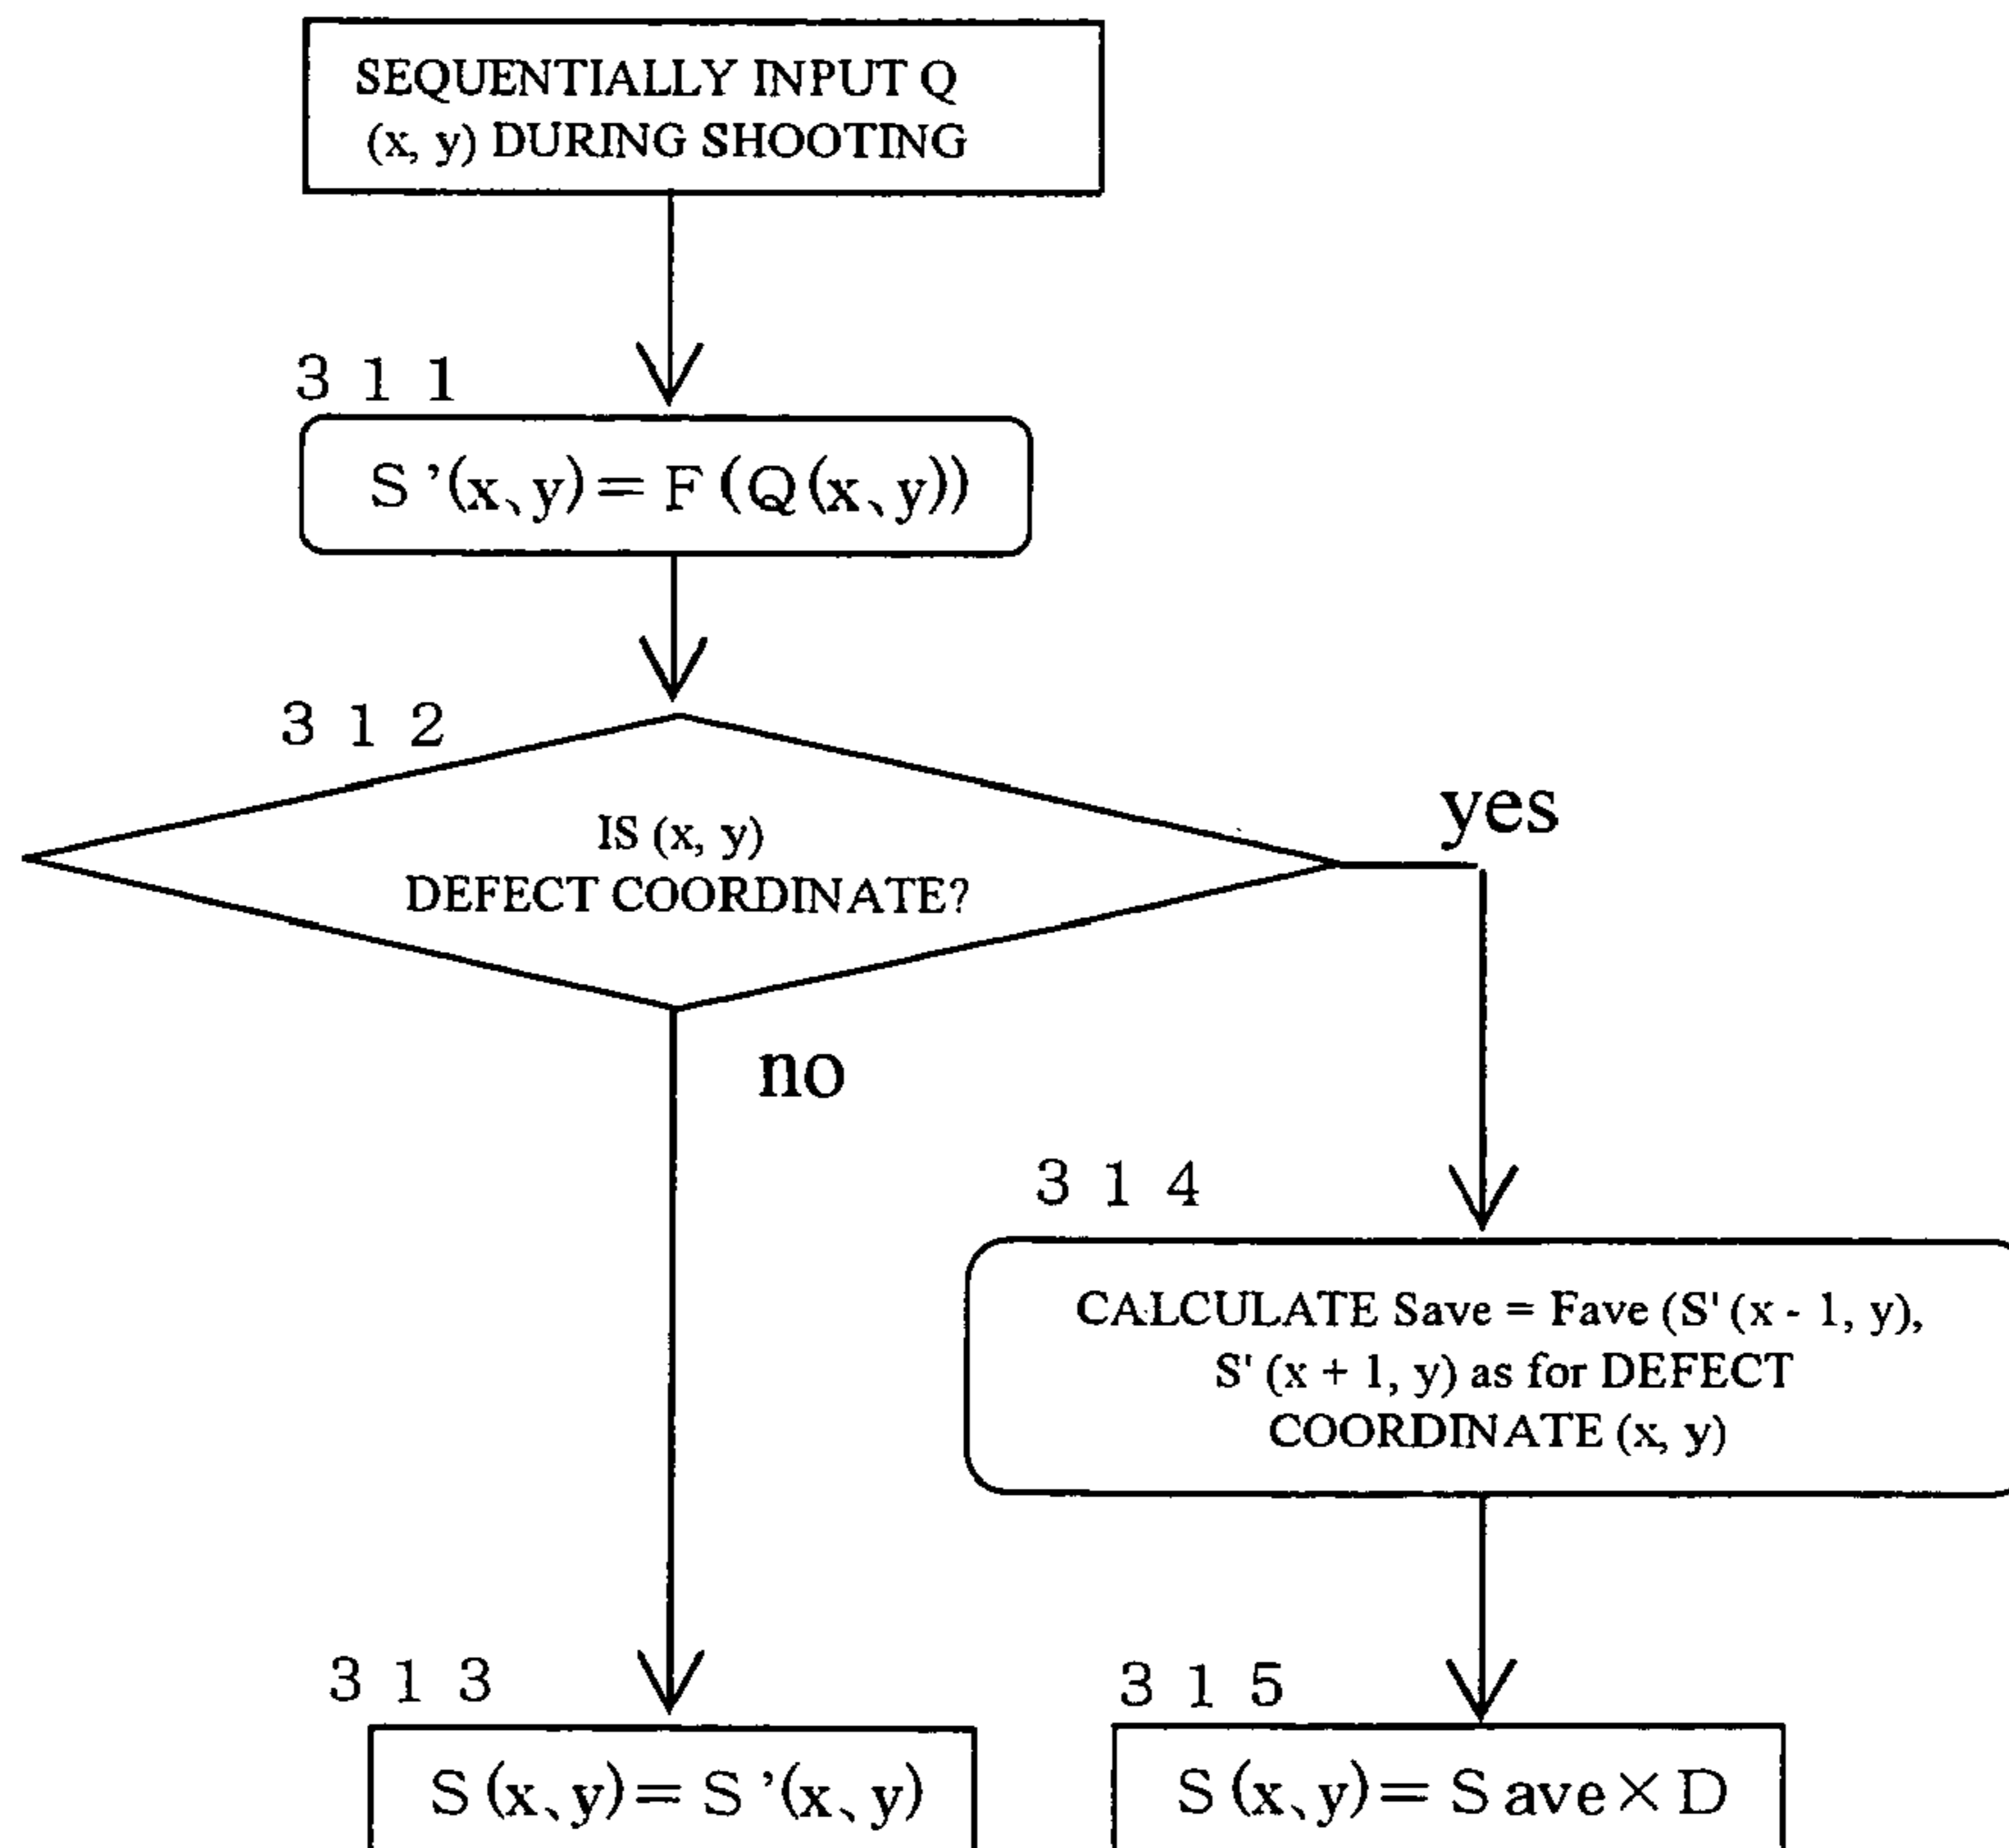 SEQUENTIALLY INPUT Q
(x, y) DURING SHOOTING
3 1 1
S'(x、y)=F(Q(x、y))
3 1 2
IS (x, y)
DEFECT COORDINATE?
yes
no
3 1 4
CALCULATE Save = Fave (S' (x - 1, y),
S' (x + 1, y) as for DEFECT
COORDINATE (x, y)
3 1 3
S(x、y)=S'(x、y)
3 1 5
S(x、y)=Save×D